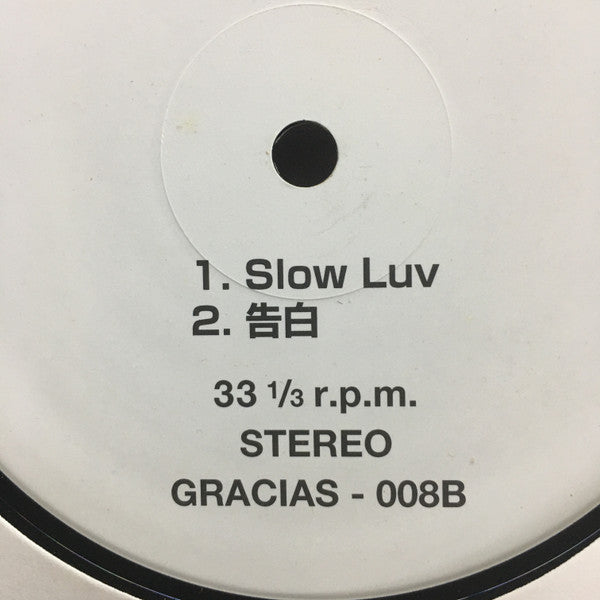 1. Slow Luv
2. 告白
33 1/3 r.p.m.
STEREO
GRACIAS - 008B